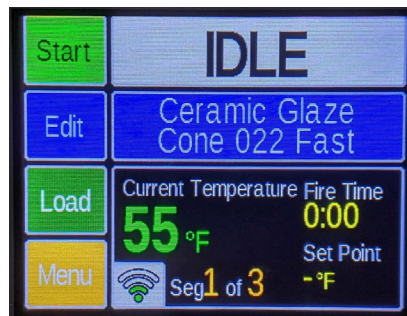 Start
IDLE
Edit
Ceramic Glaze
Cone 022 Fast
Load
Current Temperature
55 °F
Fire Time
0:00
Set Point
- °F
Menu
Seg 1 of 3